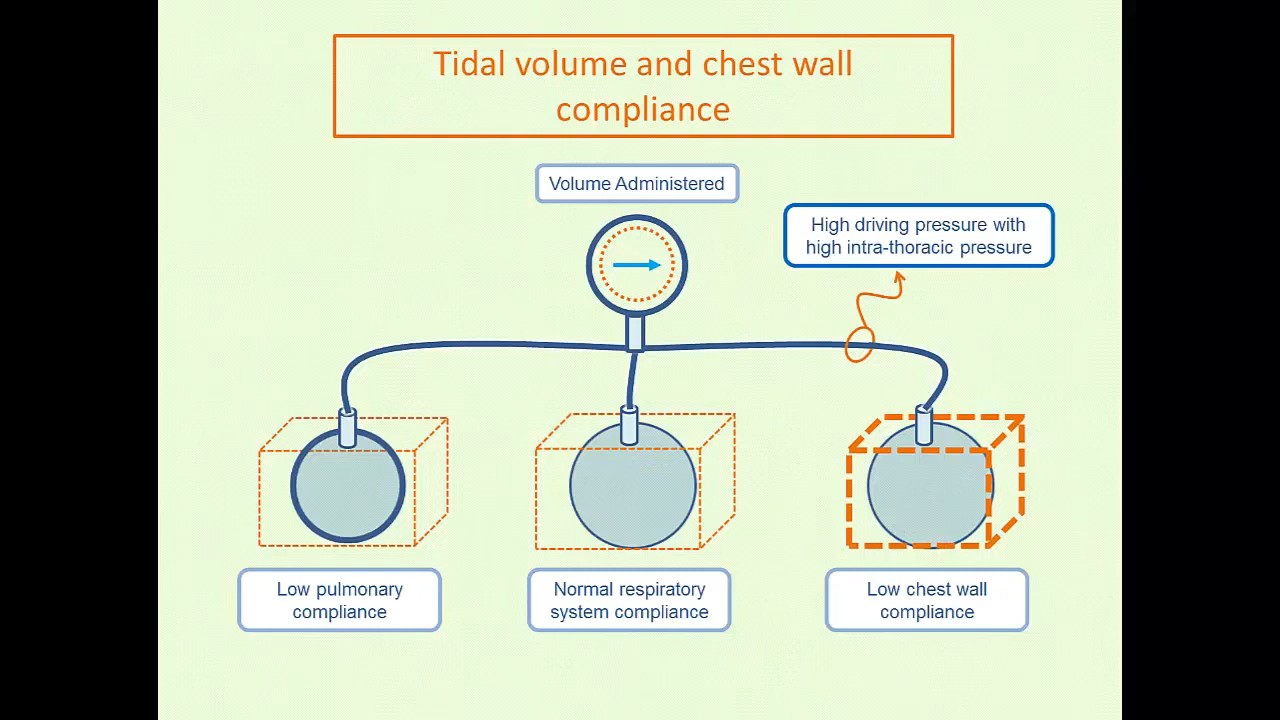 Tidal volume and chest wall
compliance
Volume Administered
High driving pressure with
high intra-thoracic pressure
Low pulmonary
compliance
Normal respiratory
system compliance
Low chest wall
compliance